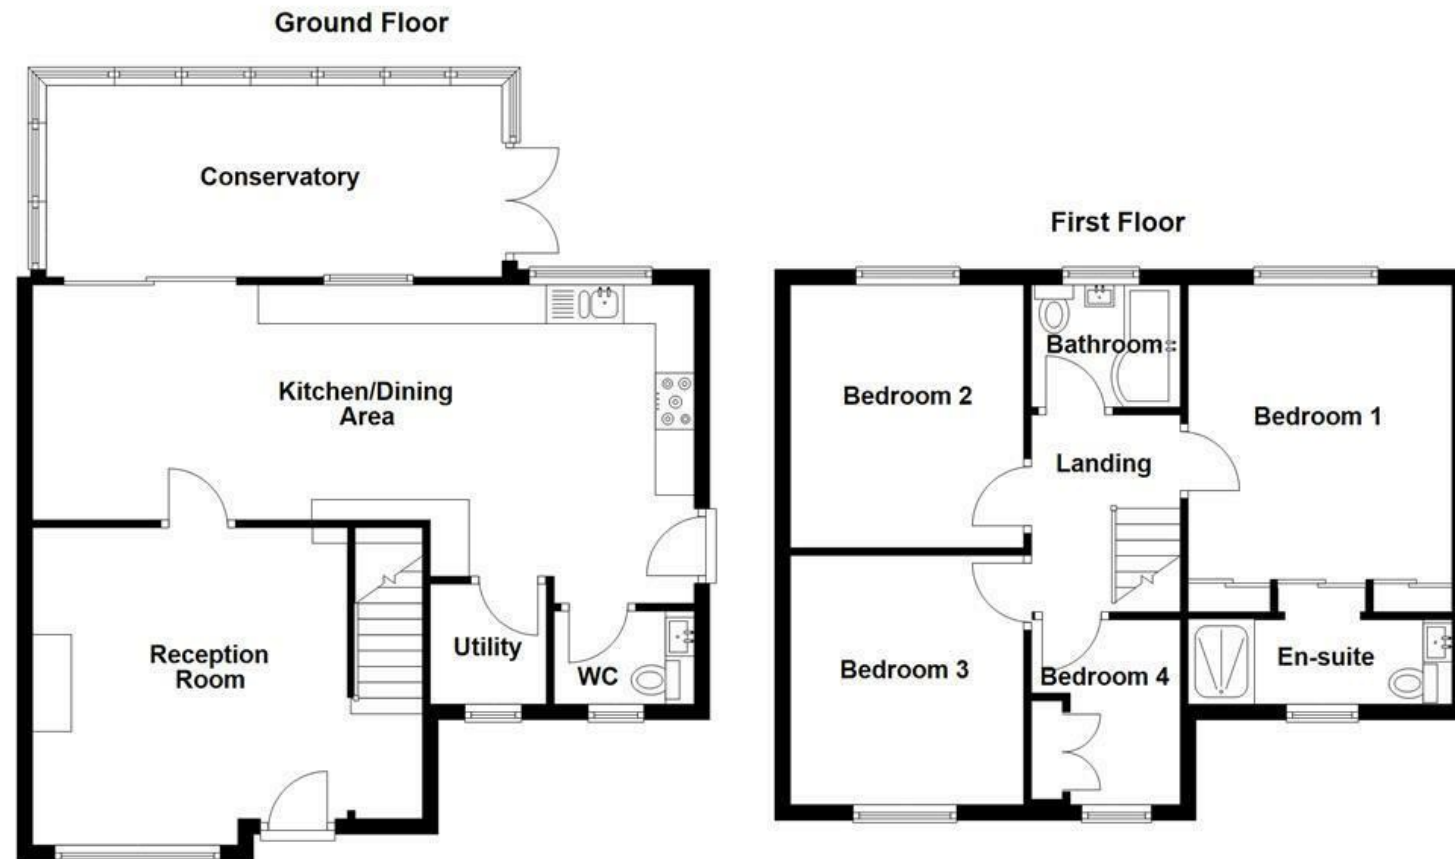 Ground Floor
Conservatory
Kitchen/Dining
Area
Reception
Room
Utility
WC
First Floor
Bathroom
Bedroom 2
Bedroom 1
Landing
Bedroom 3
Bedroom 4
En-suite